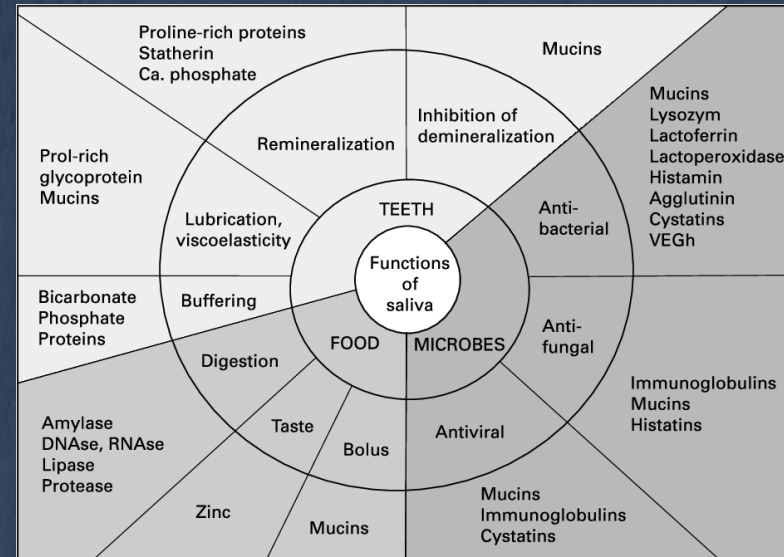 Proline-rich proteins
Statherin
Ca. phosphate
Mucins
Remineralization
Inhibition of
demineralization
Mucins
Lysozym
Lactoferrin
Lactoperoxidase
Histamin
Agglutinin
Cystatins
VEGh
Prol-rich
glycoprotein
Mucins
Lubrication,
viscoelasticity
TEETH
Anti-
bacterial
Functions
of
saliva
Bicarbonate
Phosphate
Proteins
Buffering
FOOD
MICROBES
Anti-
fungal
Immunoglobulins
Mucins
Histatins
Digestion
Taste
Bolus
Antiviral
Amylase
DNAse, RNAse
Lipase
Protease
Zinc
Mucins
Mucins
Immunoglobulins
Cystatins